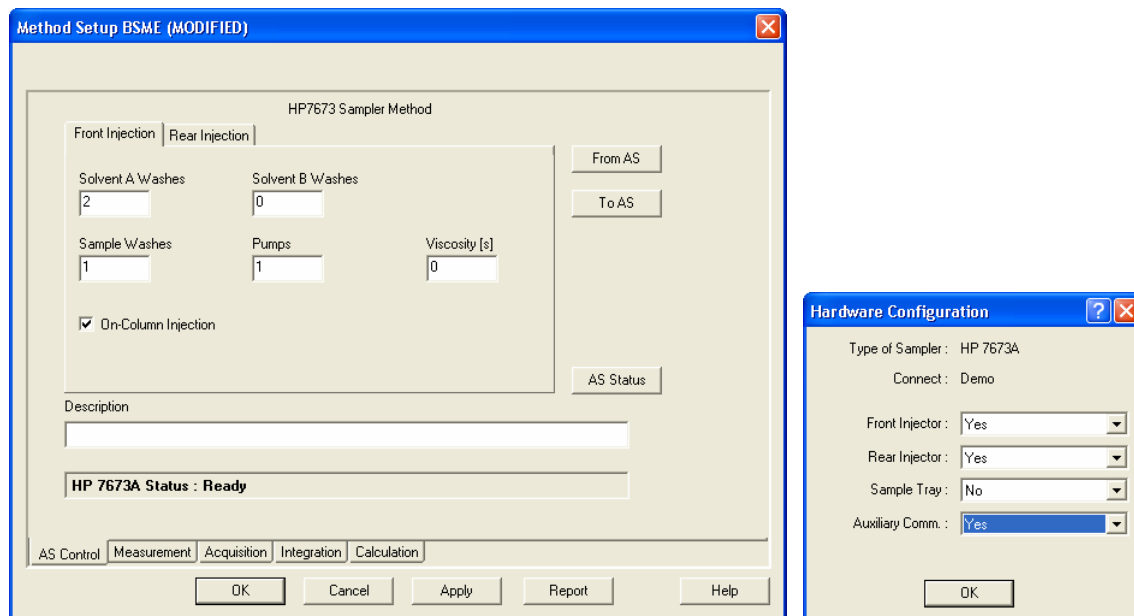 Method Setup BSME (MODIFIED)
HP7673 Sampler Method
Front Injection Rear Injection
From AS
Solvent A Washes Solvent B Washes
2 0
To AS
Sample Washes Pumps Viscosity [s]
1 1 0
On-Column Injection
AS Status
Description
HP 7673A Status : Ready
AS Control Measurement Acquisition Integration Calculation
OK Cancel Apply Report Help
Hardware Configuration ?
Type of Sampler : HP 7673A
Connect : Demo
Front Injector : Yes
Rear Injector : Yes
Sample Tray : No
Auxiliary Comm. : Yes
OK